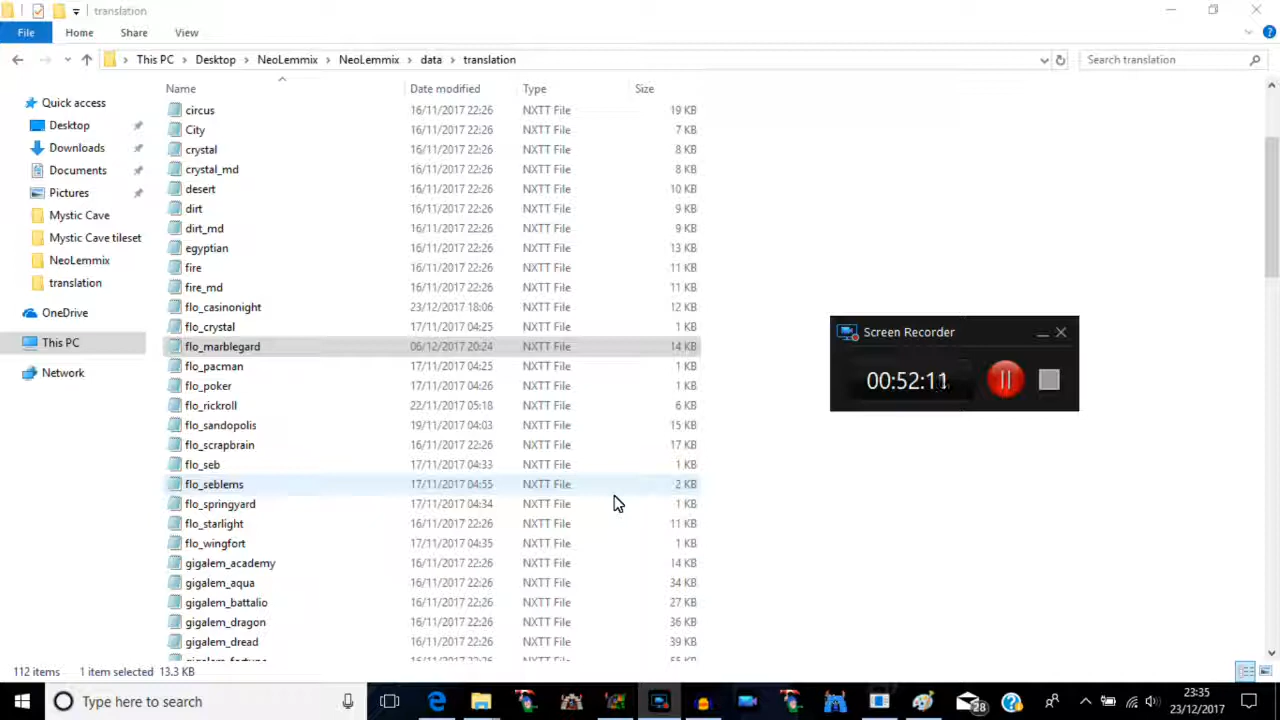 translation
File Home Share View
This PC Desktop NeoLemmix NeoLemmix data translation Search translation
Name Date modified Type Size
Quick access
Desktop
Downloads
Documents
Pictures
Mystic Cave
Mystic Cave tileset
NeoLemmix
translation
OneDrive
This PC
Network
circus 16/11/2017 22:26 NXTT File 19 KB
City 16/11/2017 22:26 NXTT File 7 KB
crystal 16/11/2017 22:26 NXTT File 8 KB
crystal_md 16/11/2017 22:26 NXTT File 8 KB
desert 16/11/2017 22:26 NXTT File 10 KB
dirt 16/11/2017 22:26 NXTT File 9 KB
dirt_md 16/11/2017 22:26 NXTT File 9 KB
egyptian 16/11/2017 22:26 NXTT File 13 KB
fire 16/11/2017 22:26 NXTT File 11 KB
fire_md 16/11/2017 22:26 NXTT File 11 KB
flo_casinonight 23/12/2017 18:06 NXTT File 12 KB
flo_crystal 17/11/2017 04:25 NXTT File 1 KB
flo_marblegard 06/12/2017 20:24 NXTT File 14 KB
flo_pacman 17/11/2017 04:25 NXTT File 1 KB
flo_poker 17/11/2017 04:26 NXTT File 1 KB
flo_rickroll 22/11/2017 05:18 NXTT File 6 KB
flo_sandopolis 19/11/2017 04:03 NXTT File 15 KB
flo_scrapbrain 16/11/2017 22:26 NXTT File 17 KB
flo_seb 17/11/2017 04:33 NXTT File 1 KB
flo_seblems 17/11/2017 04:55 NXTT File 2 KB
flo_springyard 17/11/2017 04:34 NXTT File 1 KB
flo_starlight 16/11/2017 22:26 NXTT File 11 KB
flo_wingfort 17/11/2017 04:35 NXTT File 1 KB
gigalem_academy 16/11/2017 22:26 NXTT File 14 KB
gigalem_aqua 16/11/2017 22:26 NXTT File 34 KB
gigalem_battalio 16/11/2017 22:26 NXTT File 27 KB
gigalem_dragon 16/11/2017 22:26 NXTT File 36 KB
gigalem_dread 16/11/2017 22:26 NXTT File 39 KB
Screen Recorder
00:52:11
112 items 1 item selected 13.3 KB
Type here to search
28
23:35
23/12/2017